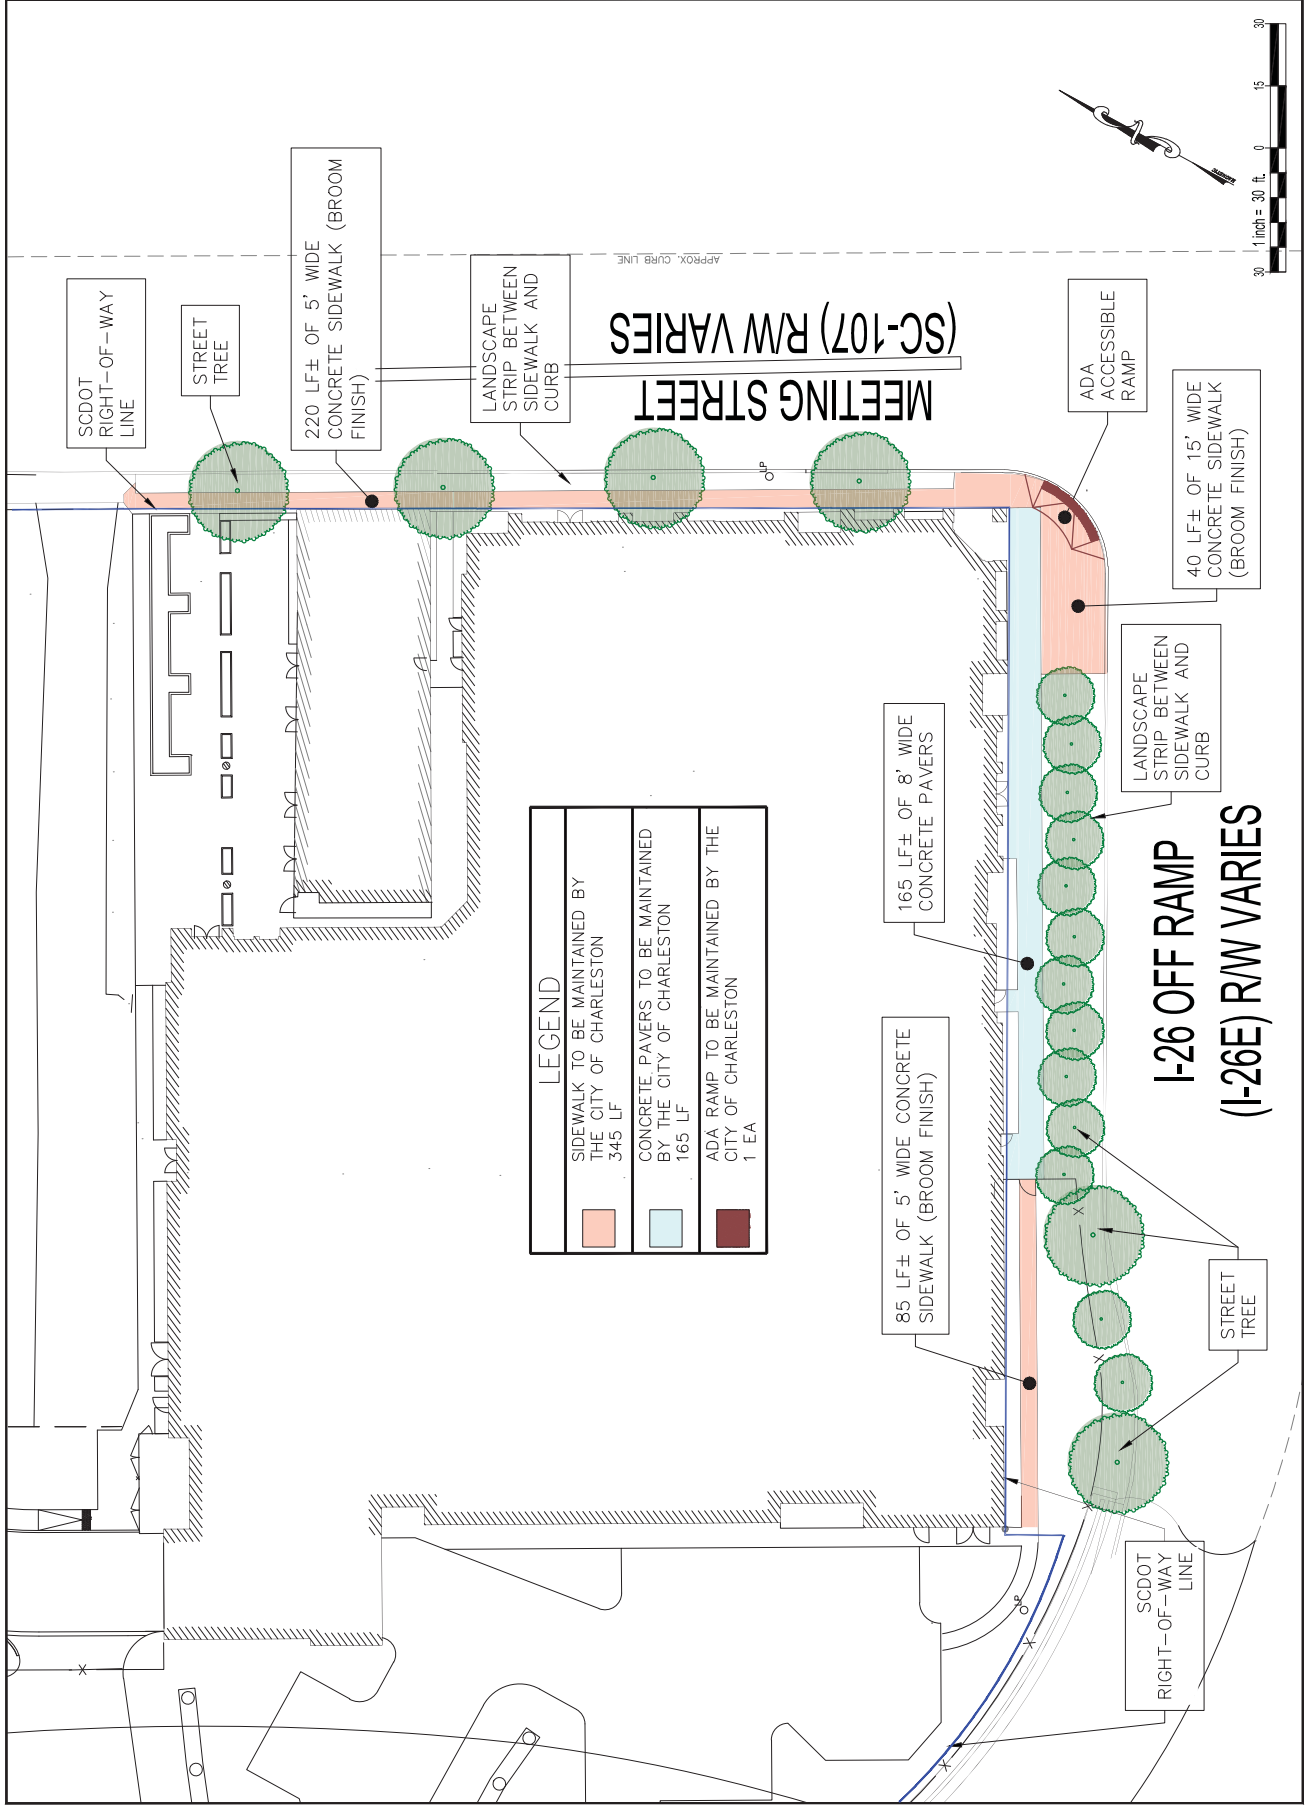 SCDOT
RIGHT-OF-WAY
LINE
STREET
TREE
220 LF± OF 5' WIDE
CONCRETE SIDEWALK (BROOM
FINISH)
LANDSCAPE
STRIP BETWEEN
SIDEWALK AND
CURB
APPROX. CURB LINE
MEETING STREET
(SC-107) R/W VARIES
LP
ADA
ACCESSIBLE
RAMP
40 LF± OF 15' WIDE
CONCRETE SIDEWALK
(BROOM FINISH)
LANDSCAPE
STRIP BETWEEN
SIDEWALK AND
CURB
165 LF± OF 8' WIDE
CONCRETE PAVERS
85 LF± OF 5' WIDE CONCRETE
SIDEWALK (BROOM FINISH)
LEGEND
SIDEWALK TO BE MAINTAINED BY
THE CITY OF CHARLESTON
345 LF
CONCRETE PAVERS TO BE MAINTAINED
BY THE CITY OF CHARLESTON
165 LF
ADA RAMP TO BE MAINTAINED BY THE
CITY OF CHARLESTON
1 EA
I-26 OFF RAMP
(I-26E) R/W VARIES
STREET
TREE
SCDOT
RIGHT-OF-WAY
LINE
LP
30
1 inch = 30 ft.
0
15
30